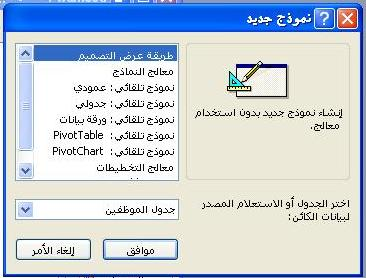 نموذج جديد
إنشاء نموذج جديد بدون استخدام
معالج.
طريقة عرض التصميم
معالج النماذج
نموذج تلقائي: عمودي
نموذج تلقائي: جدولي
نموذج تلقائي: ورقة بيانات
نموذج تلقائي: PivotTable
نموذج تلقائي: PivotChart
معالج التخطيطات
اختر الجدول أو الاستعلام المصدر
لبيانات الكائن:
جدول الموظفين
موافق
إلغاء الأمر